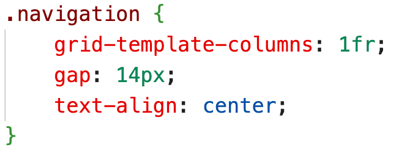 .navigation {
    grid-template-columns: 1fr;
    gap: 14px;
    text-align: center;
}